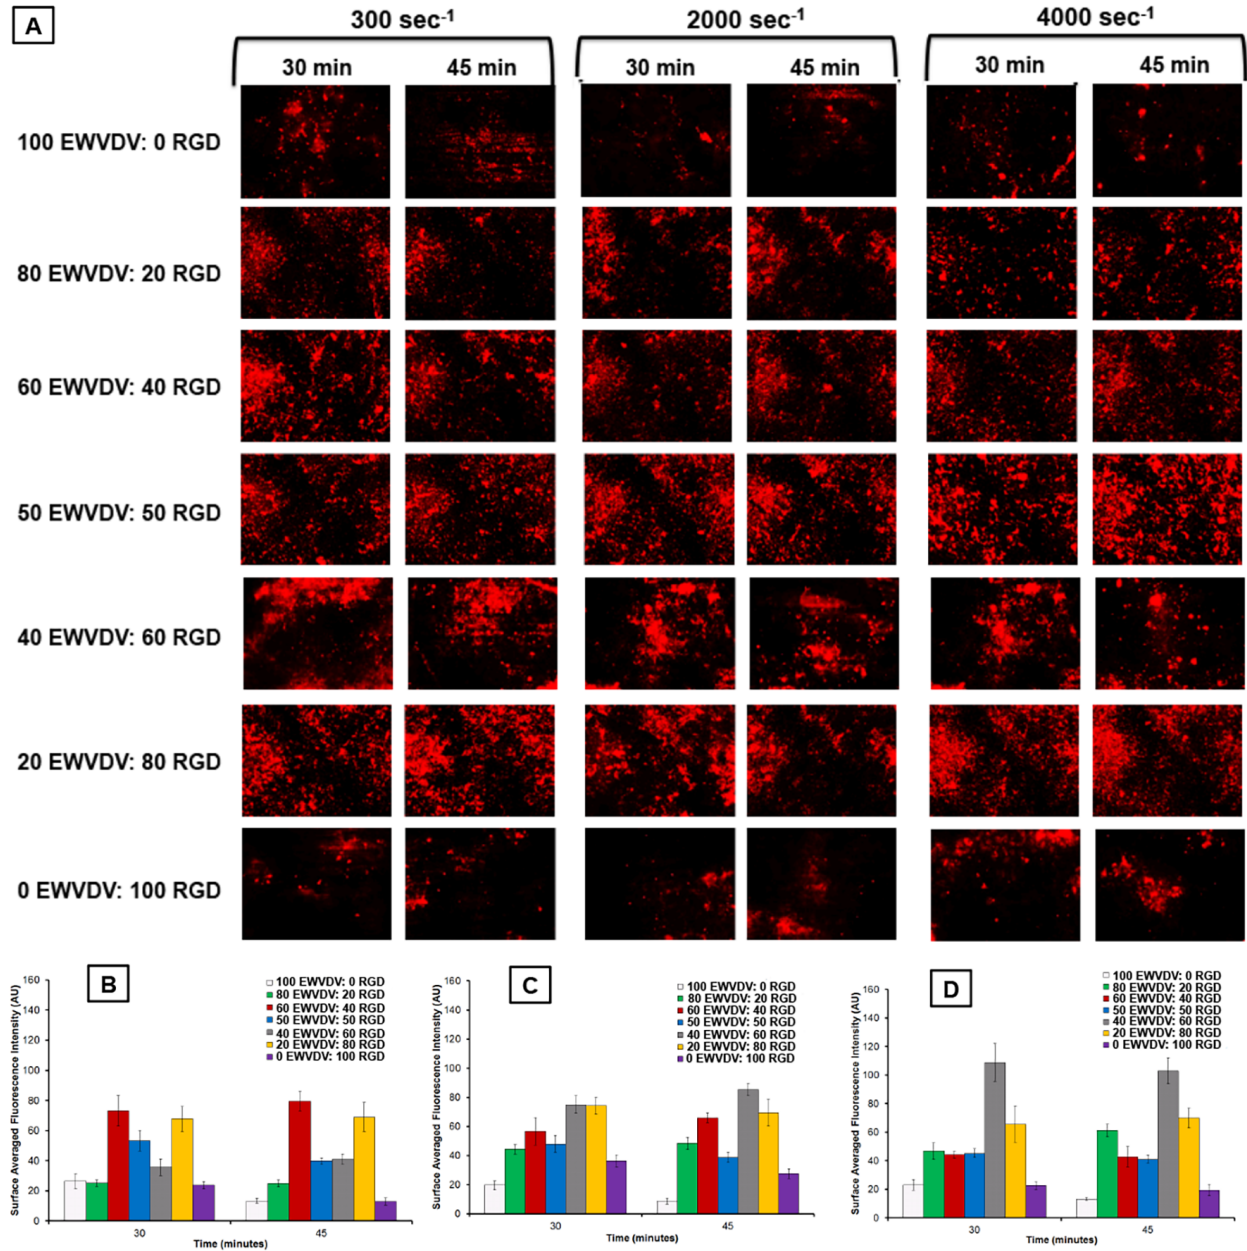 A
300 sec-1
2000 sec-1
4000 sec-1
30 min
45 min
30 min
45 min
30 min
45 min
100 EWVDV: 0 RGD
80 EWVDV: 20 RGD
60 EWVDV: 40 RGD
50 EWVDV: 50 RGD
40 EWVDV: 60 RGD
20 EWVDV: 80 RGD
0 EWVDV: 100 RGD
B
Surface Averaged Fluorescence Intensity (AU)
160
140
120
100
80
60
40
20
0
100 EWVDV: 0 RGD
80 EWVDV: 20 RGD
60 EWVDV: 40 RGD
50 EWVDV: 50 RGD
40 EWVDV: 60 RGD
20 EWVDV: 80 RGD
0 EWVDV: 100 RGD
30
45
Time (minutes)
C
Surface Averaged Fluorescence Intensity (AU)
160
140
120
100
80
60
40
20
0
100 EWVDV: 0 RGD
80 EWVDV: 20 RGD
60 EWVDV: 40 RGD
50 EWVDV: 50 RGD
40 EWVDV: 60 RGD
20 EWVDV: 80 RGD
0 EWVDV: 100 RGD
30
45
Time (minutes)
D
Surface Averaged Fluorescence Intensity (AU)
160
140
120
100
80
60
40
20
0
100 EWVDV: 0 RGD
80 EWVDV: 20 RGD
60 EWVDV: 40 RGD
50 EWVDV: 50 RGD
40 EWVDV: 60 RGD
20 EWVDV: 80 RGD
0 EWVDV: 100 RGD
30
45
Time (minutes)